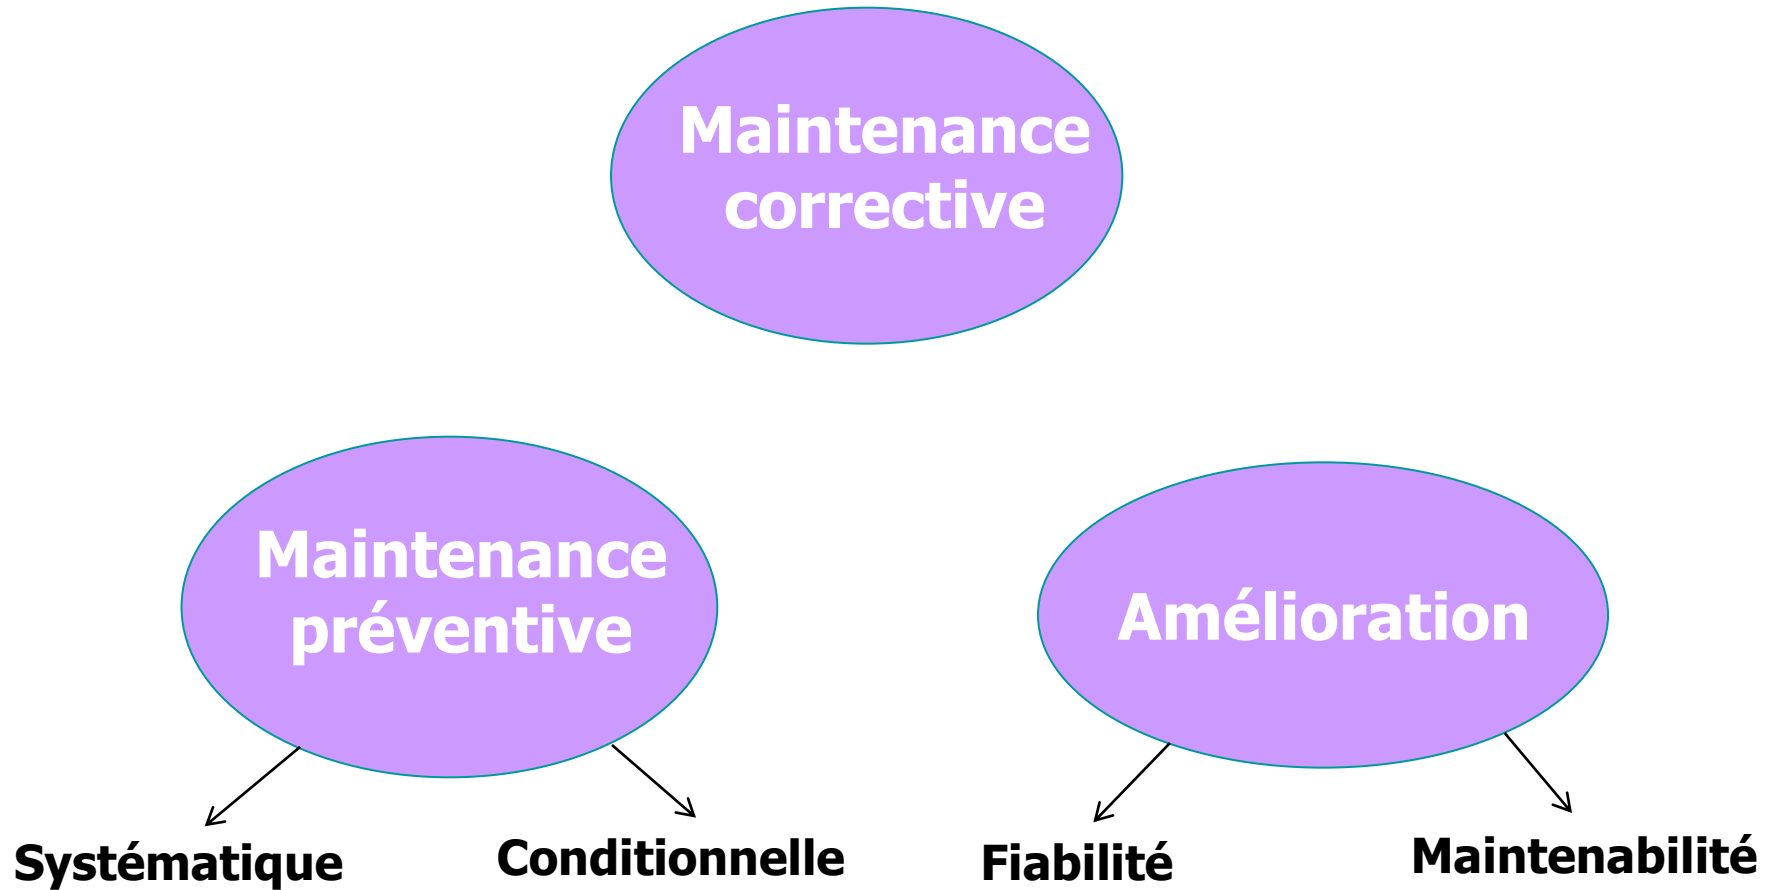 Maintenance
corrective
Maintenance
préventive
Amélioration
Systématique
Conditionnelle
Fiabilité
Maintenabilité